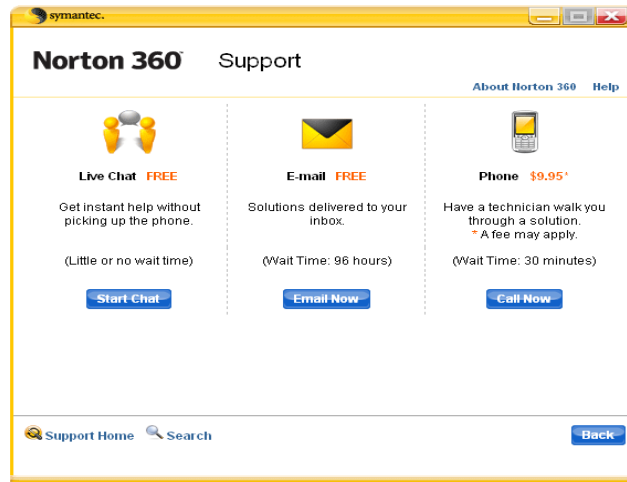 symantec.
Norton 360 Support
About Norton 360 Help
Live Chat FREE
Get instant help without
picking up the phone.
(Little or no wait time)
Start Chat
E-mail FREE
Solutions delivered to your
inbox.
(Wait Time: 96 hours)
Email Now
Phone $9.95*
Have a technician walk you
through a solution.
* A fee may apply.
(Wait Time: 30 minutes)
Call Now
Support Home Search
Back